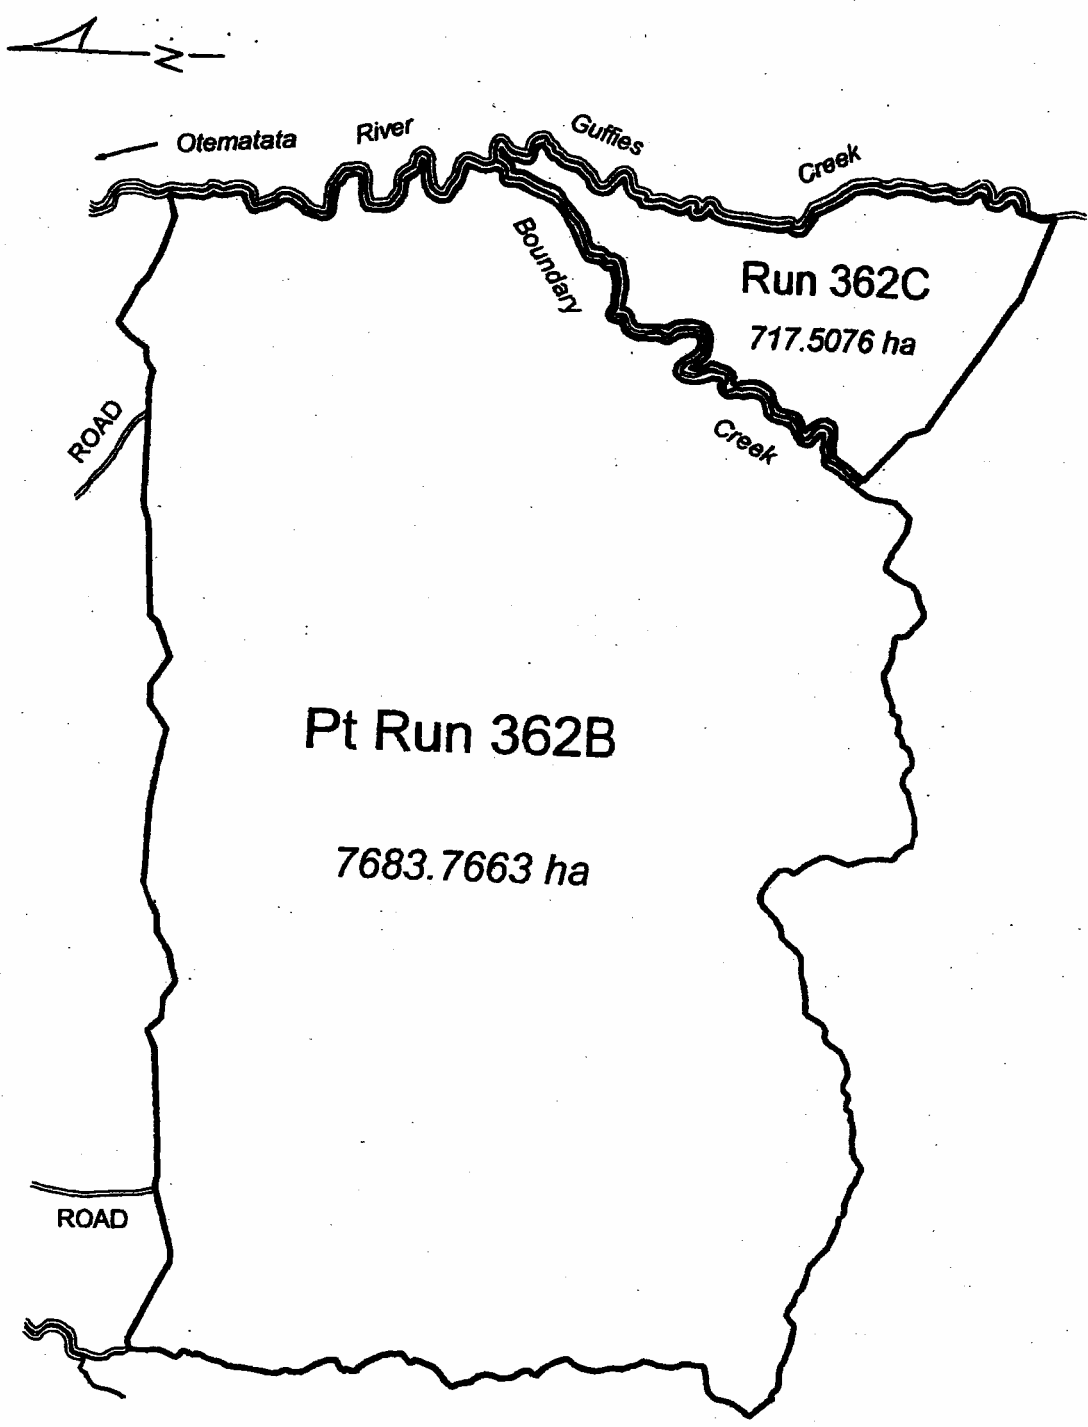 N
Otematata River
Guffies Creek
Boundary Creek
Run 362C
717.5076 ha
ROAD
Pt Run 362B
7683.7663 ha
ROAD